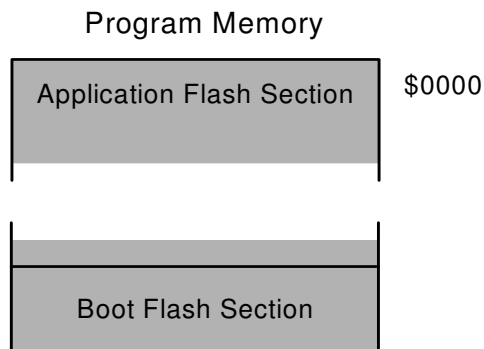 Program Memory
Application Flash Section
$0000
Boot Flash Section